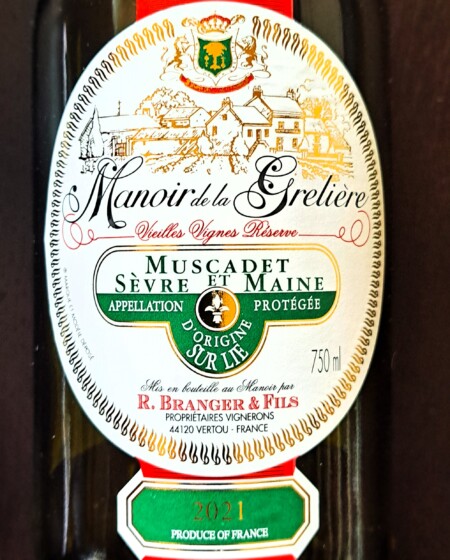 Manoir de la Grelière
Vieilles Vignes Réserve
MUSCADET
SÈVRE ET MAINE
APPELLATION PROTÉGÉE
D'ORIGINE
SUR LIE
750 ml
Mis en bouteille au Manoir par
R. BRANGER & FILS
PROPRIÉTAIRES VIGNERONS
44120 VERTOU - FRANCE
2021
PRODUCE OF FRANCE